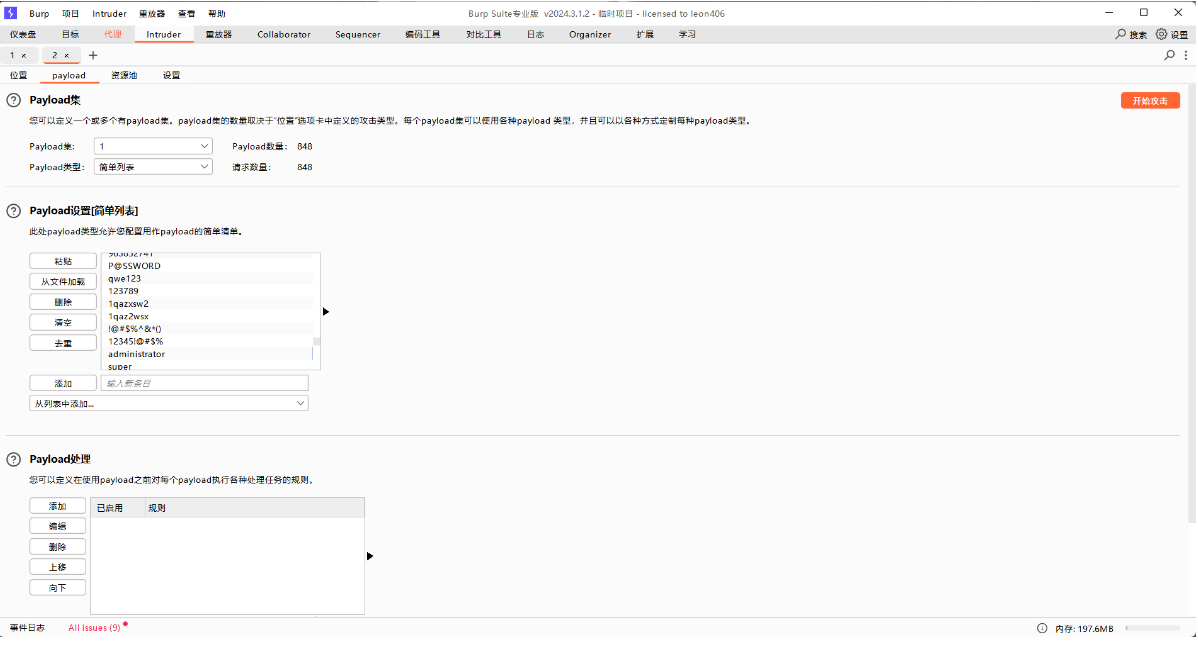 Burp 项目 Intruder 重放器 查看 帮助 Burp Suite专业版 v2024.3.1.2 - 临时项目 - licensed to leon406
仪表盘 目标 代理 Intruder 重放器 Collaborator Sequencer 编码工具 对比工具 日志 Organizer 扩展 学习 搜索 设置
1 × 2 × +
位置 payload 资源池 设置
? Payload集 开始攻击
您可以定义一个或多个有payload集。payload集的数量取决于"位置"选项卡中定义的攻击类型。每个payload集可以使用各种payload 类型，并且可以以各种方式定制每种payload类型。
Payload集: 1 Payload数量: 848
Payload类型: 简单列表 请求数量: 848
? Payload设置[简单列表]
此处payload类型允许您配置用作payload的简单清单。
粘贴
从文件加载
删除
清空
去重
963852741
P@SSWORD
qwe123
123789
1qazxsw2
1qaz2wsx
!@#$%^&*()
12345!@#$%
administrator
super
添加 输入新条目
从列表中添加...
? Payload处理
您可以定义在使用payload之前对每个payload执行各种处理任务的规则。
添加
编辑
删除
上移
向下
已启用 规则
事件日志 All issues (9) 内存: 197.6MB